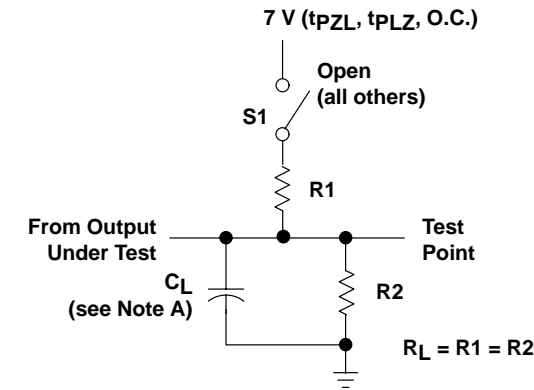 7 V (tPZL, tPLZ, O.C.)
Open
(all others)
S1
R1
From Output
Under Test
Test
Point
CL
(see Note A)
R2
RL = R1 = R2